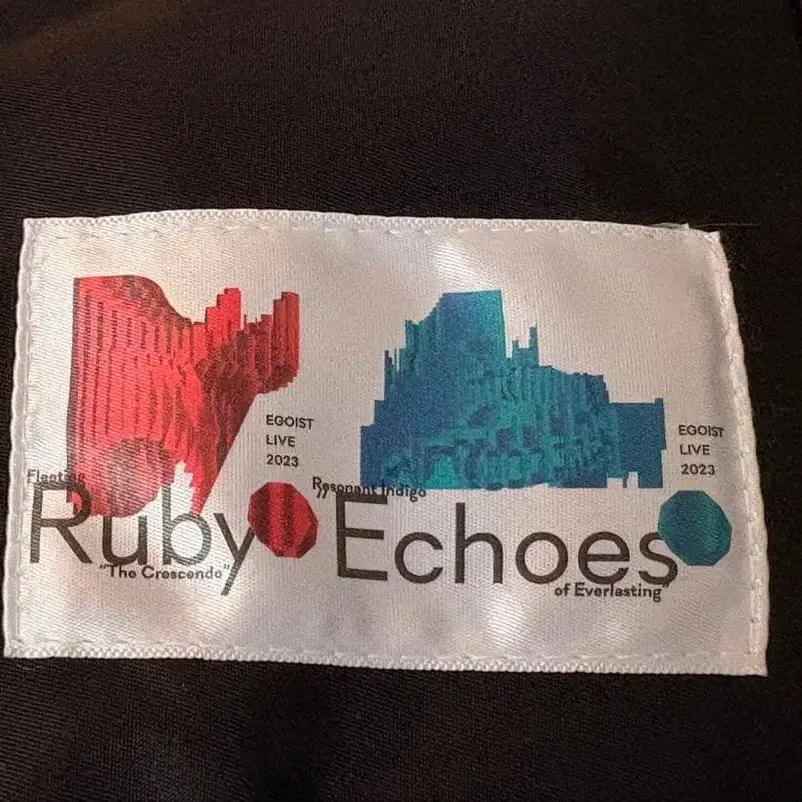 EGOIST
LIVE
2023
Fleeting
Ruby
"The Crescendo"
EGOIST
LIVE
2023
Resonant Indigo
"Echoes
of Everlasting"